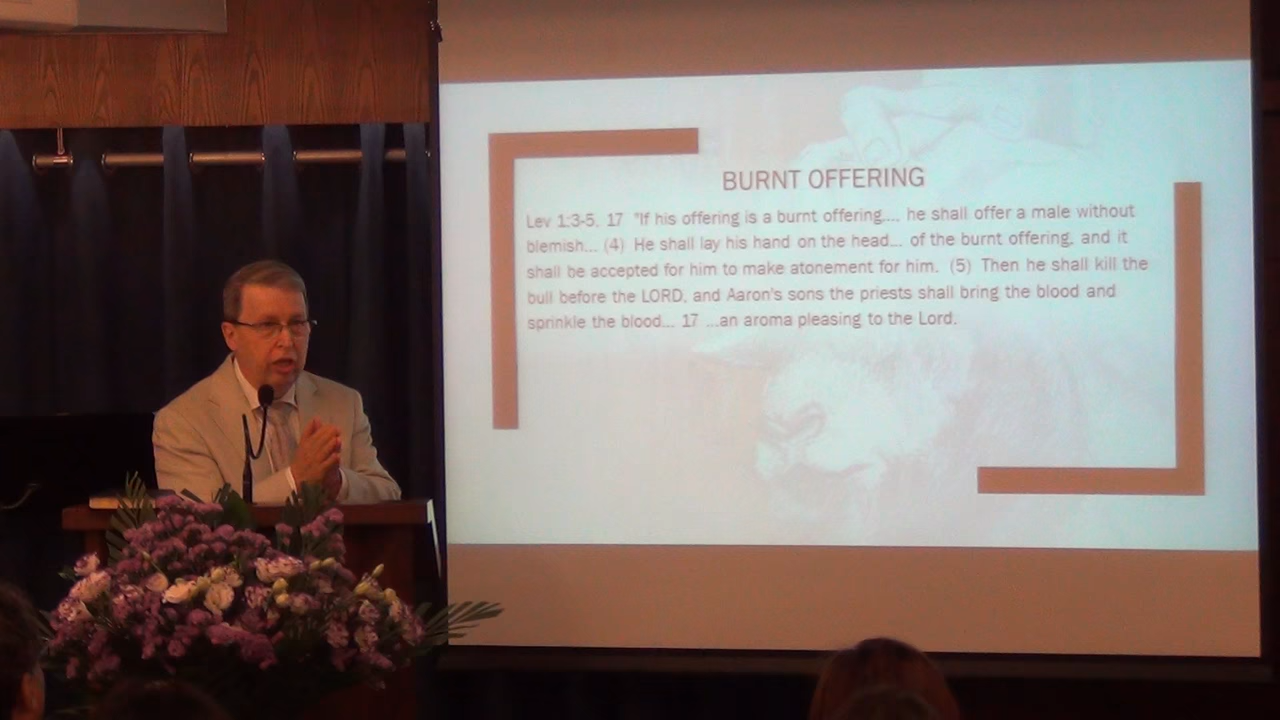 BURNT OFFERING
Lev 1:3-5, 17 "If his offering is a burnt offering..., he shall offer a male without
blemish... (4) He shall lay his hand on the head... of the burnt offering, and it
shall be accepted for him to make atonement for him. (5) Then he shall kill the
bull before the LORD, and Aaron's sons the priests shall bring the blood and
sprinkle the blood... 17 ...an aroma pleasing to the Lord.